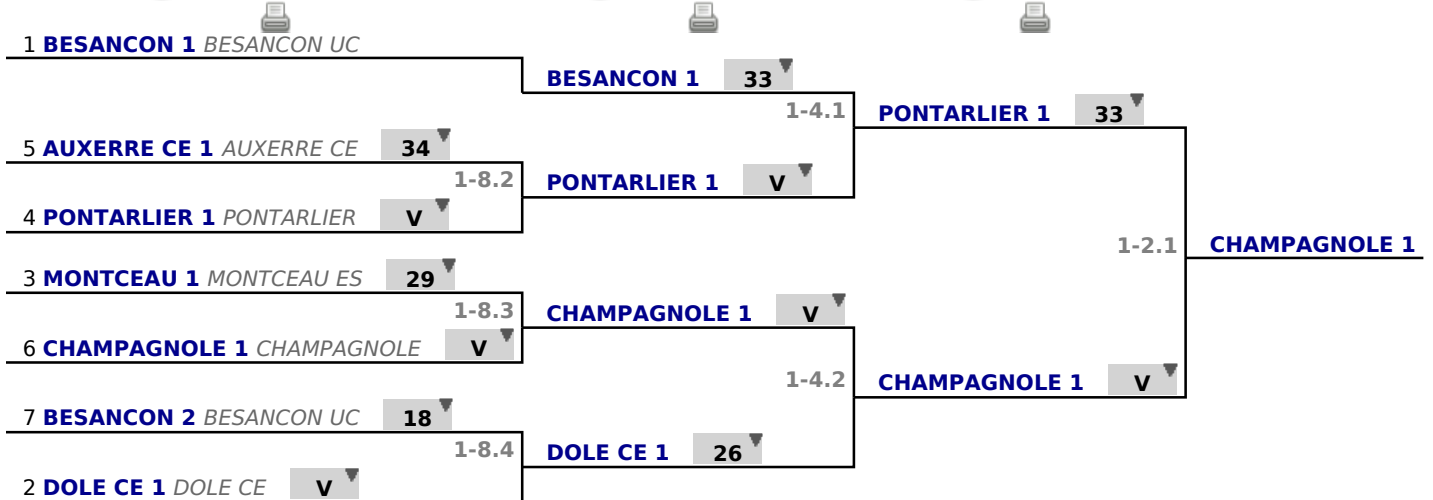 1 BESANCON 1 BESANCON UC
BESANCON 1 33
1-4.1
PONTARLIER 1 33
5 AUXERRE CE 1 AUXERRE CE 34
1-8.2
PONTARLIER 1 V
4 PONTARLIER 1 PONTARLIER V
1-2.1
CHAMPAGNOLE 1
3 MONTCEAU 1 MONTCEAU ES 29
1-8.3
CHAMPAGNOLE 1 V
6 CHAMPAGNOLE 1 CHAMPAGNOLE V
1-4.2
CHAMPAGNOLE 1 V
7 BESANCON 2 BESANCON UC 18
1-8.4
DOLE CE 1 26
2 DOLE CE 1 DOLE CE V